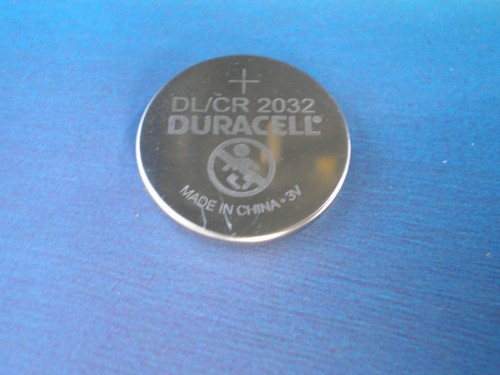 +
DL/CR 2032
DURACELL®
MADE IN CHINA • 3V